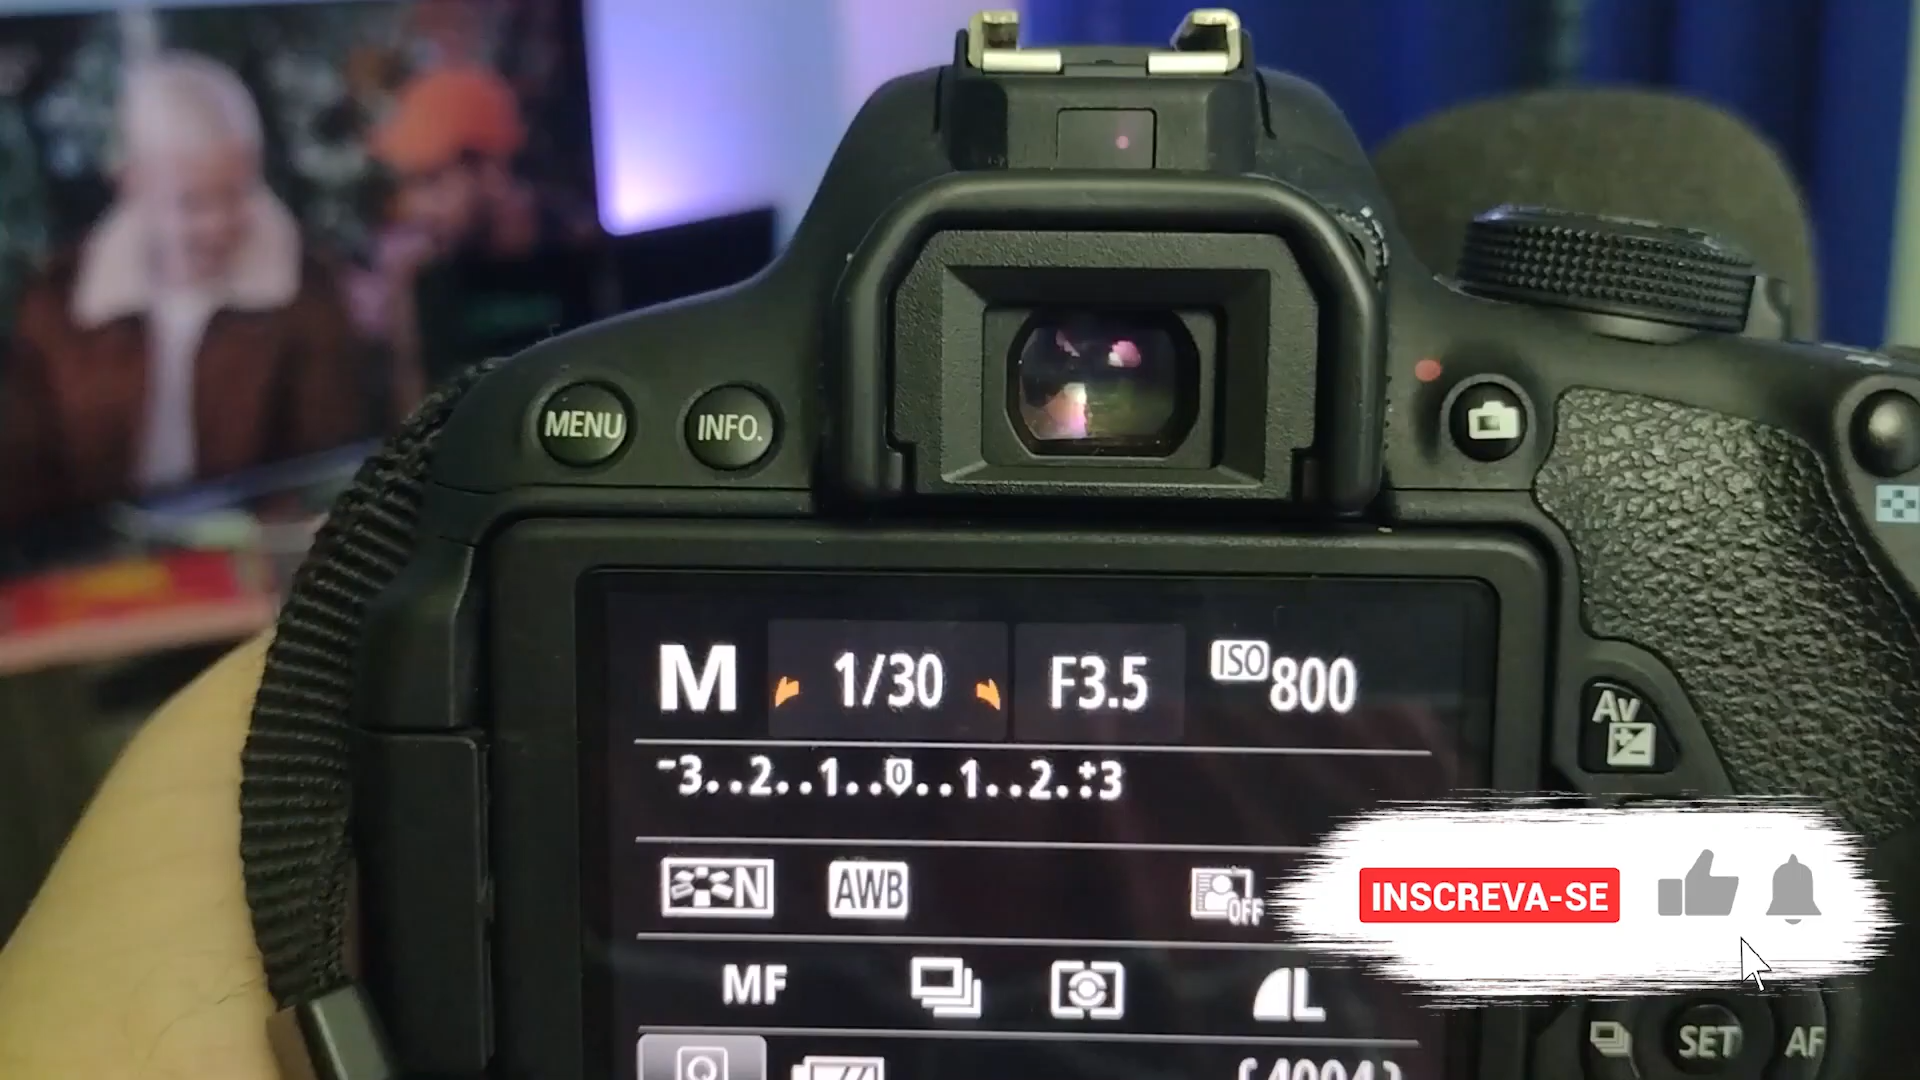 MENU
INFO.
M 1/30 F3.5 ISO 800
-3..2..1..0..1..2..+3
Av
N AWB OFF
INSCREVA-SE
MF L
Q
SET AF